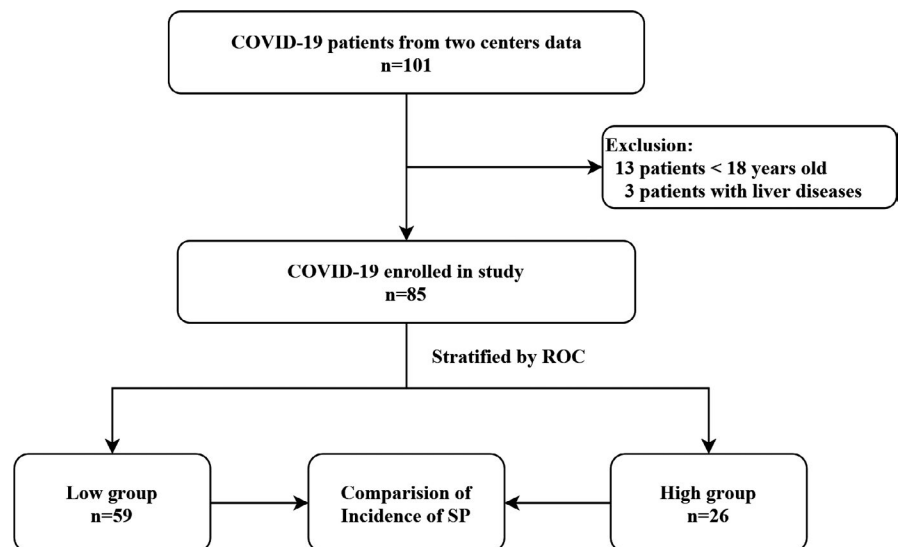 COVID-19 patients from two centers data
n=101
Exclusion:
13 patients < 18 years old
3 patients with liver diseases
COVID-19 enrolled in study
n=85
Stratified by ROC
Low group
n=59
Comparision of
Incidence of SP
High group
n=26